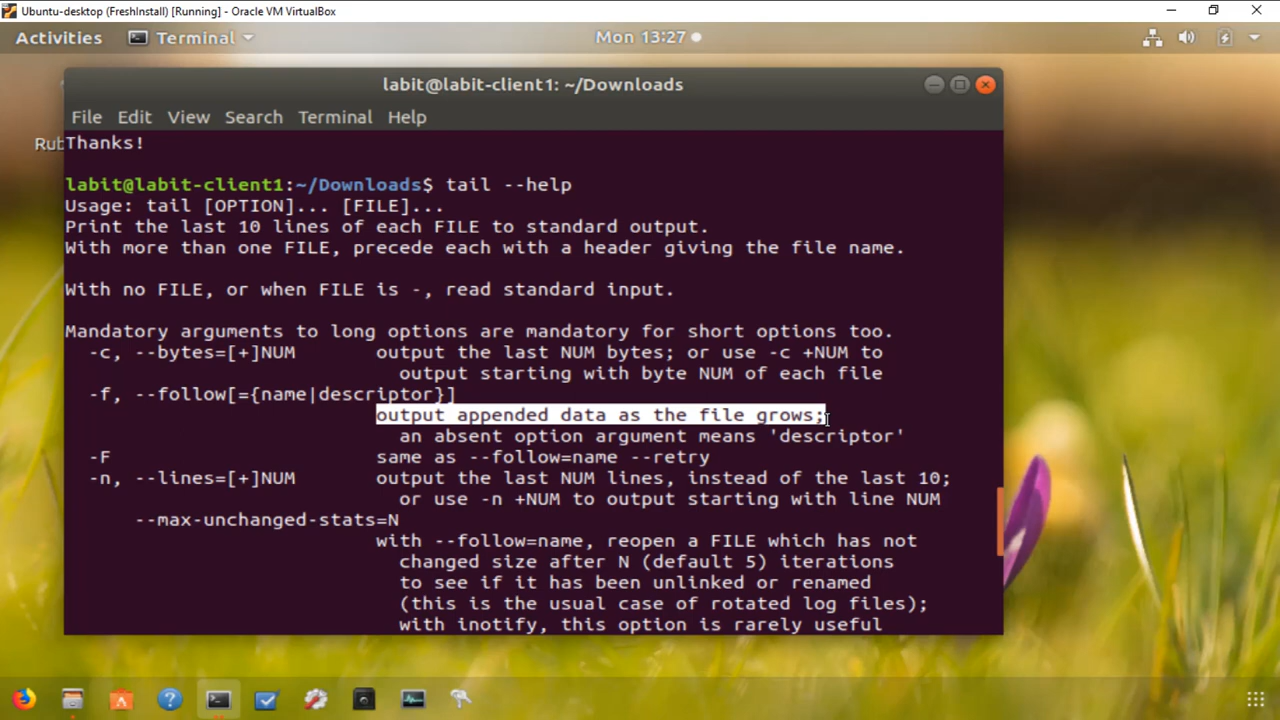 Ubuntu-desktop (FreshInstall) [Running] - Oracle VM VirtualBox
Activities Terminal Mon 13:27
labit@labit-client1: ~/Downloads
File Edit View Search Terminal Help
Rub
Thanks!
labit@labit-client1:~/Downloads$ tail --help
Usage: tail [OPTION]... [FILE]...
Print the last 10 lines of each FILE to standard output.
With more than one FILE, precede each with a header giving the file name.
With no FILE, or when FILE is -, read standard input.
Mandatory arguments to long options are mandatory for short options too.
-c, --bytes=[+]NUM output the last NUM bytes; or use -c +NUM to
output starting with byte NUM of each file
-f, --follow[={name|descriptor}]
output appended data as the file grows;
an absent option argument means 'descriptor'
-F same as --follow=name --retry
-n, --lines=[+]NUM output the last NUM lines, instead of the last 10;
or use -n +NUM to output starting with line NUM
--max-unchanged-stats=N
with --follow=name, reopen a FILE which has not
changed size after N (default 5) iterations
to see if it has been unlinked or renamed
(this is the usual case of rotated log files);
with inotify, this option is rarely useful